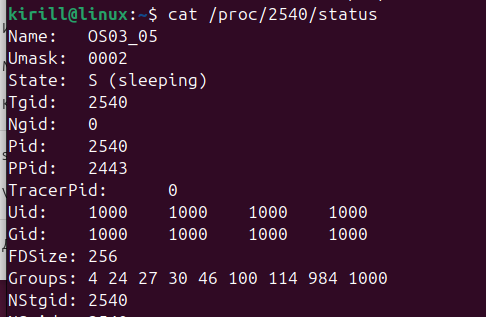 kirill@linux:~$ cat /proc/2540/status
Name: OS03_05
Umask: 0002
State: S (sleeping)
Tgid: 2540
Ngid: 0
Pid: 2540
PPid: 2443
TracerPid: 0
Uid: 1000 1000 1000 1000
Gid: 1000 1000 1000 1000
FDSize: 256
Groups: 4 24 27 30 46 100 114 984 1000
NStgid: 2540